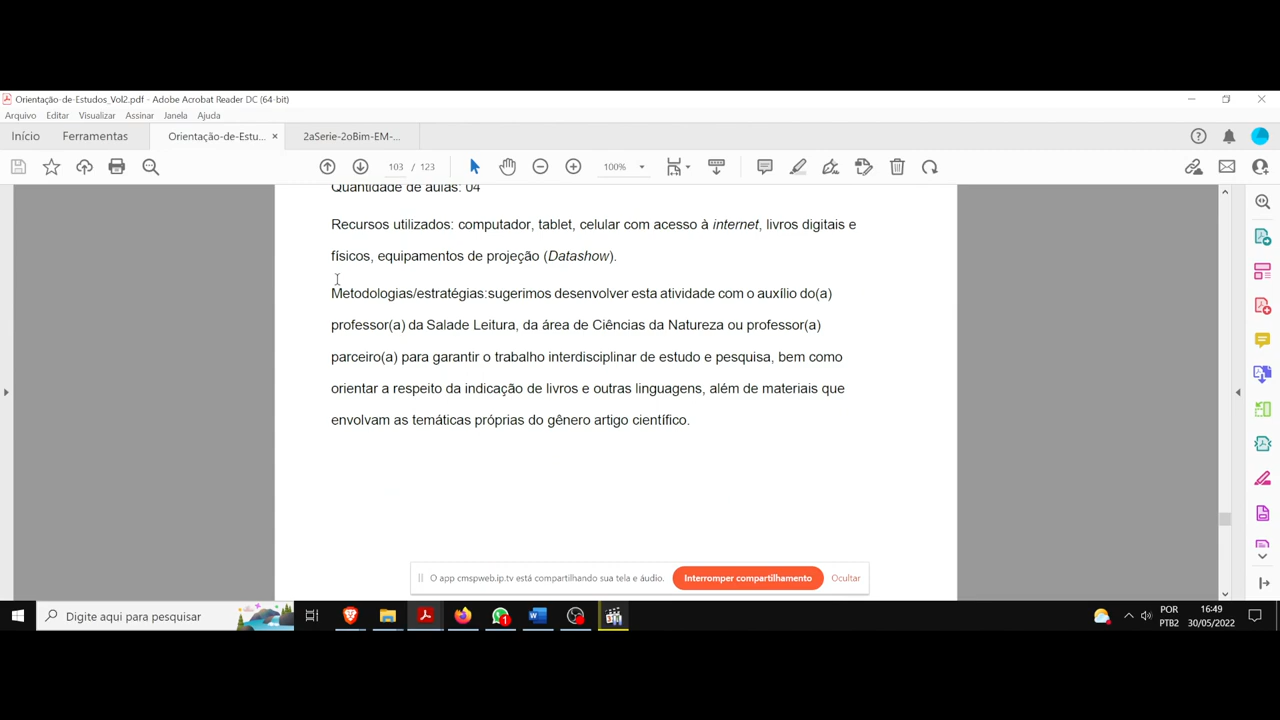 Orientação-de-Estudos_Vol2.pdf - Adobe Acrobat Reader DC (64-bit)
Arquivo Editar Visualizar Assinar Janela Ajuda
Início Ferramentas Orientação-de-Estu... × 2aSerie-2oBim-EM-...
103 / 123 100%
Quantidade de aulas: 04
Recursos utilizados: computador, tablet, celular com acesso à internet, livros digitais e
físicos, equipamentos de projeção (Datashow).
Metodologias/estratégias:sugerimos desenvolver esta atividade com o auxílio do(a)
professor(a) da Salade Leitura, da área de Ciências da Natureza ou professor(a)
parceiro(a) para garantir o trabalho interdisciplinar de estudo e pesquisa, bem como
orientar a respeito da indicação de livros e outras linguagens, além de materiais que
envolvam as temáticas próprias do gênero artigo científico.
O app cmspweb.ip.tv está compartilhando sua tela e áudio. Interromper compartilhamento Ocultar
Digite aqui para pesquisar
1
POR 16:49
PTB2 30/05/2022